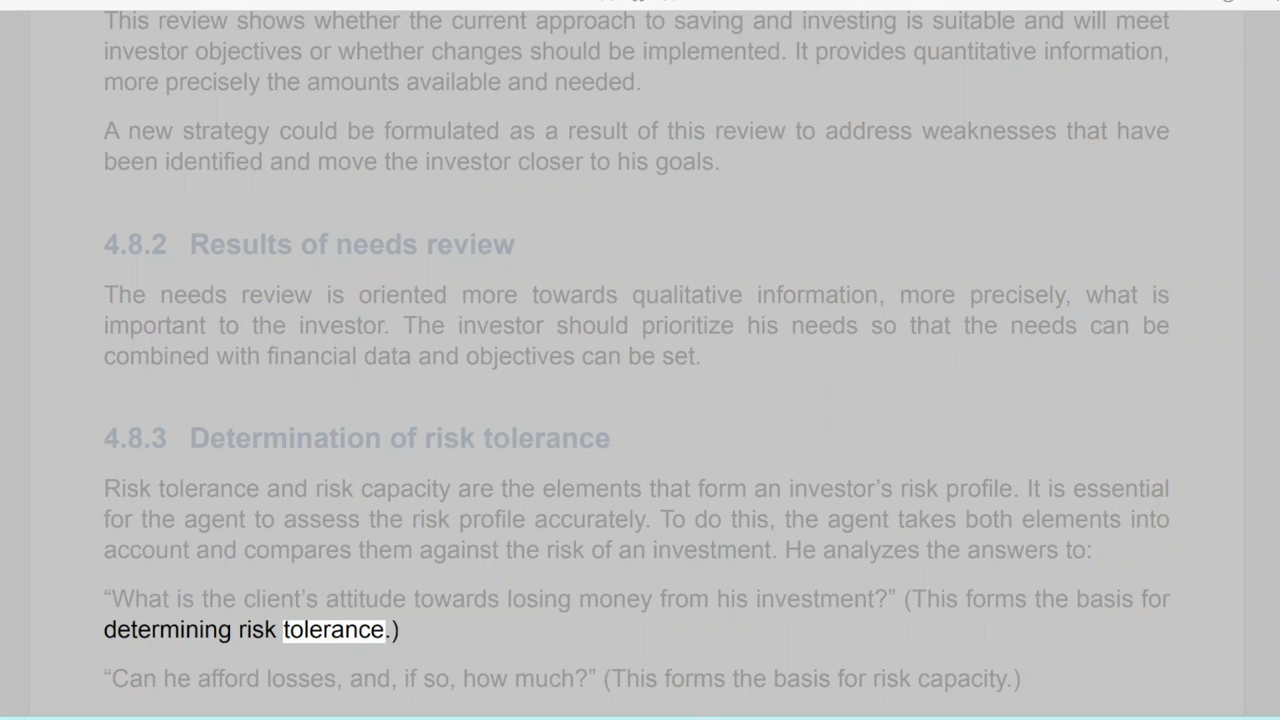 This review shows whether the current approach to saving and investing is suitable and will meet
investor objectives or whether changes should be implemented. It provides quantitative information,
more precisely the amounts available and needed.
A new strategy could be formulated as a result of this review to address weaknesses that have
been identified and move the investor closer to his goals.
4.8.2 Results of needs review
The needs review is oriented more towards qualitative information, more precisely, what is
important to the investor. The investor should prioritize his needs so that the needs can be
combined with financial data and objectives can be set.
4.8.3 Determination of risk tolerance
Risk tolerance and risk capacity are the elements that form an investor’s risk profile. It is essential
for the agent to assess the risk profile accurately. To do this, the agent takes both elements into
account and compares them against the risk of an investment. He analyzes the answers to:
“What is the client’s attitude towards losing money from his investment?” (This forms the basis for
determining risk tolerance.)
“Can he afford losses, and, if so, how much?” (This forms the basis for risk capacity.)